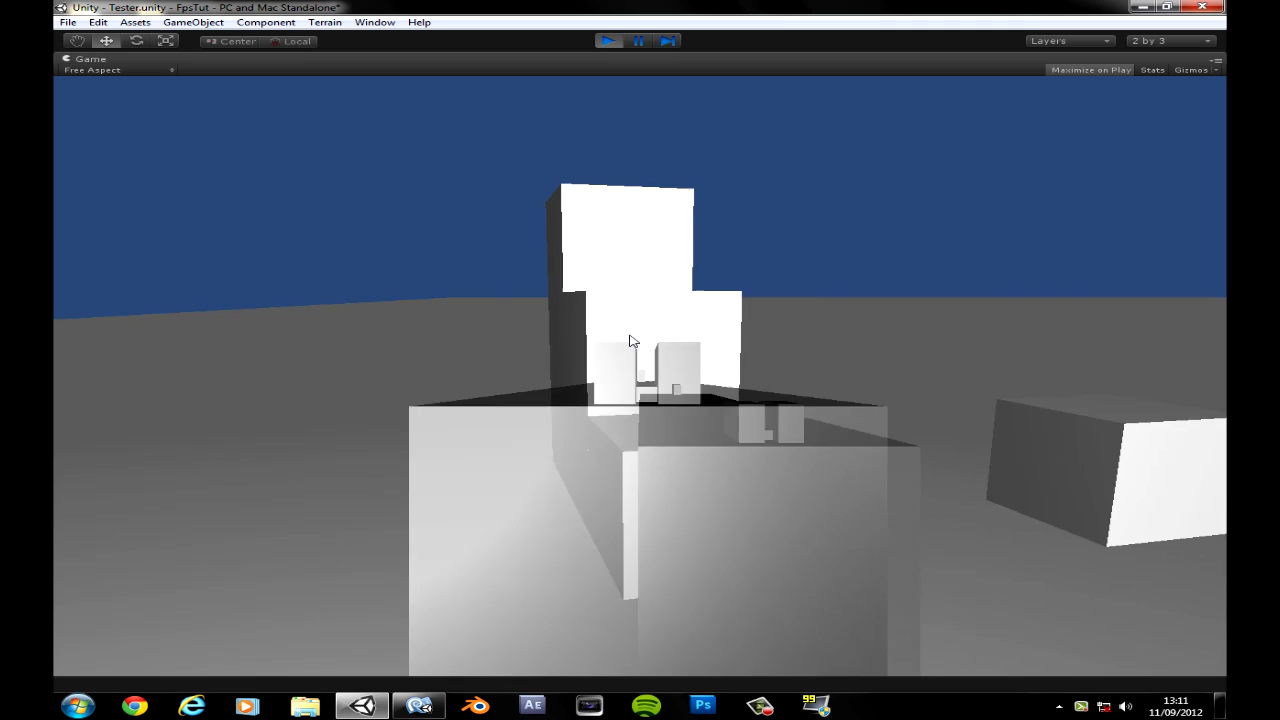 Unity - Tester.unity - FpsTut - PC and Mac Standalone*
File Edit Assets GameObject Component Terrain Window Help
Center Local Layers 2 by 3
Game
Free Aspect Maximize on Play Stats Gizmos
Ae Ps 99
13:11
11/09/2012